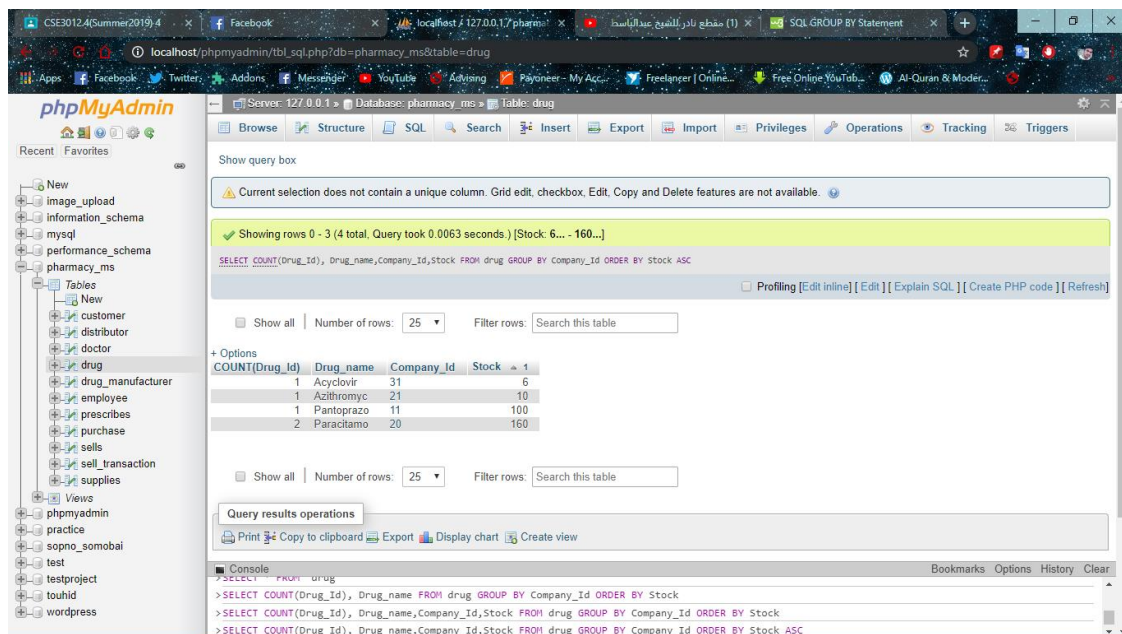 CSE3012.4(Summer2019) 4
Facebook
localhost / 127.0.0.1 / pharma
(1) مقطع نادر للشيخ عبدالباسط
SQL GROUP BY Statement
localhost/phpmyadmin/tbl_sql.php?db=pharmacy_ms&table=drug
Apps Facebook Twitter. Addons Messenger YouTube Advising Payoneer - My Acc... Freelancer | Online... Free Online YouTub... Al-Quran & Moder...
phpMyAdmin
Recent Favorites
New
image_upload
information_schema
mysql
performance_schema
pharmacy_ms
Tables
New
customer
distributor
doctor
drug
drug_manufacturer
employee
prescribes
purchase
sells
sell_transaction
supplies
Views
phpmyadmin
practice
sopno_somobai
test
testproject
touhid
wordpress
Server: 127.0.0.1 » Database: pharmacy_ms » Table: drug
Browse Structure SQL Search Insert Export Import Privileges Operations Tracking Triggers
Show query box
Current selection does not contain a unique column. Grid edit, checkbox, Edit, Copy and Delete features are not available.
Showing rows 0 - 3 (4 total, Query took 0.0063 seconds.) [Stock: 6... - 160...]
SELECT COUNT(Drug_Id), Drug_name,Company_Id,Stock FROM drug GROUP BY Company_Id ORDER BY Stock ASC
Profiling [Edit inline] [ Edit ] [ Explain SQL ] [ Create PHP code ] [ Refresh]
Show all Number of rows: 25 Filter rows: Search this table
+ Options
COUNT(Drug_Id) Drug_name Company_Id Stock 1
1 Acyclovir 31 6
1 Azithromyc 21 10
1 Pantoprazo 11 100
2 Paracitamo 20 160
Show all Number of rows: 25 Filter rows: Search this table
Query results operations
Print Copy to clipboard Export Display chart Create view
Console Bookmarks Options History Clear
>SELECT * FROM `drug`
>SELECT COUNT(Drug_Id), Drug_name FROM drug GROUP BY Company_Id ORDER BY Stock
>SELECT COUNT(Drug_Id), Drug_name,Company_Id,Stock FROM drug GROUP BY Company_Id ORDER BY Stock
>SELECT COUNT(Drug_Id), Drug_name,Company_Id,Stock FROM drug GROUP BY Company_Id ORDER BY Stock ASC